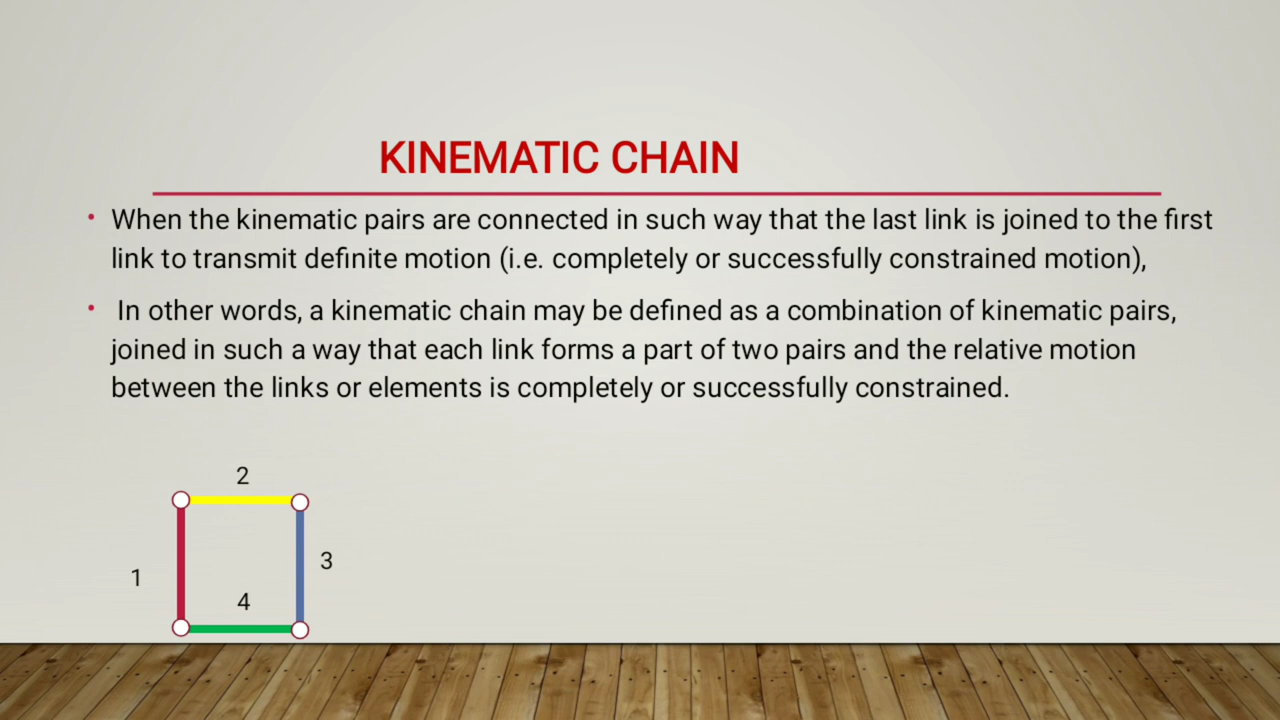 KINEMATIC CHAIN
• When the kinematic pairs are connected in such way that the last link is joined to the first
link to transmit definite motion (i.e. completely or successfully constrained motion),
• In other words, a kinematic chain may be defined as a combination of kinematic pairs,
joined in such a way that each link forms a part of two pairs and the relative motion
between the links or elements is completely or successfully constrained.
2
3
1
4